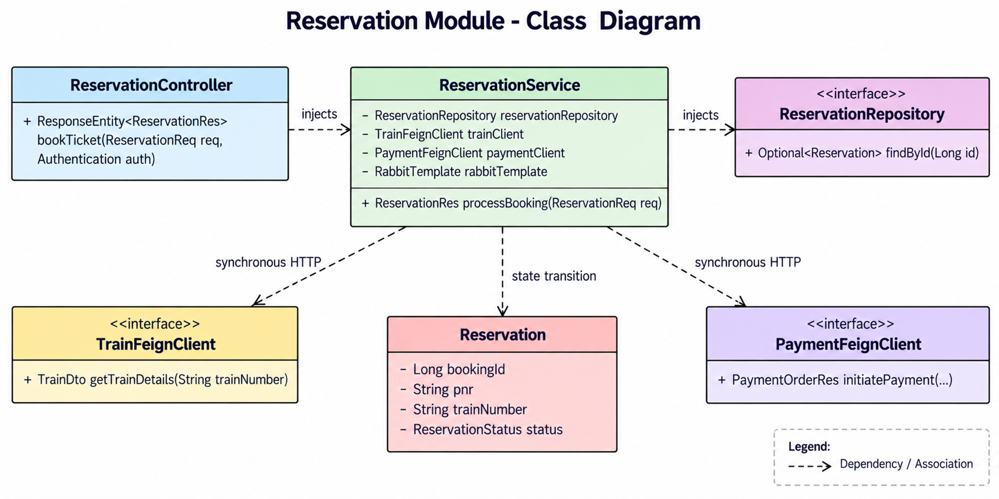 Reservation Module - Class Diagram
ReservationController
+ ResponseEntity<ReservationRes>
bookTicket(ReservationReq req,
Authentication auth)
injects
ReservationService
- ReservationRepository reservationRepository
- TrainFeignClient trainClient
- PaymentFeignClient paymentClient
- RabbitTemplate rabbitTemplate
+ ReservationRes processBooking(ReservationReq req)
injects
<<interface>>
ReservationRepository
+ Optional<Reservation> findById(Long id)
synchronous HTTP
state transition
synchronous HTTP
<<interface>>
TrainFeignClient
+ TrainDto getTrainDetails(String trainNumber)
Reservation
- Long bookingId
- String pnr
- String trainNumber
- ReservationStatus status
<<interface>>
PaymentFeignClient
+ PaymentOrderRes initiatePayment(...)
Legend:
Dependency / Association